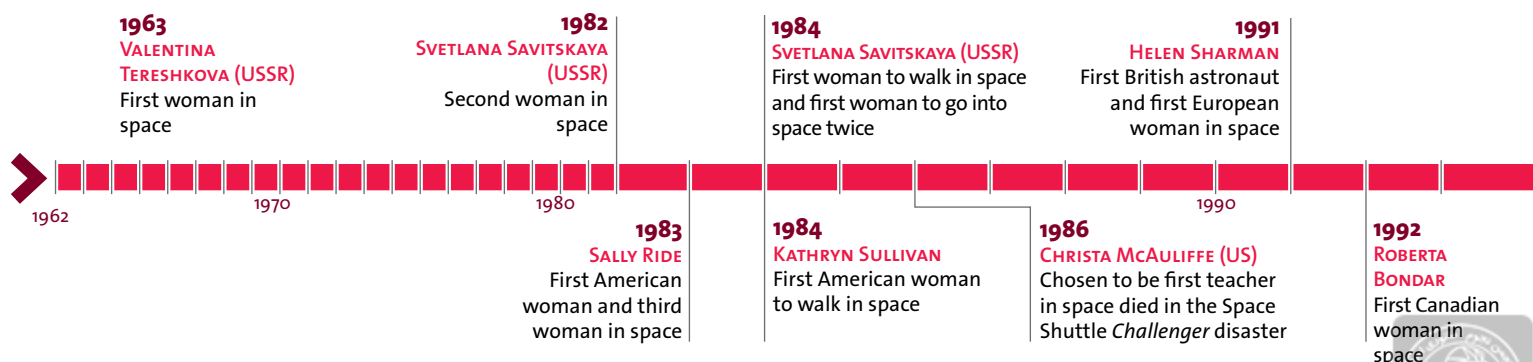 1963
VALENTINA
TERESHKOVA (USSR)
First woman in
space
1982
SVETLANA SAVITSKAYA
(USSR)
Second woman in
space
1984
SVETLANA SAVITSKAYA (USSR)
First woman to walk in space
and first woman to go into
space twice
1991
HELEN SHARMAN
First British astronaut
and first European
woman in space
1962
1970
1980
1990
1983
SALLY RIDE
First American
woman and third
woman in space
1984
KATHRYN SULLIVAN
First American woman
to walk in space
1986
CHRISTA MCAULIFFE (US)
Chosen to be first teacher
in space died in the Space
Shuttle Challenger disaster
1992
ROBERTA
BONDAR
First Canadian
woman in
space